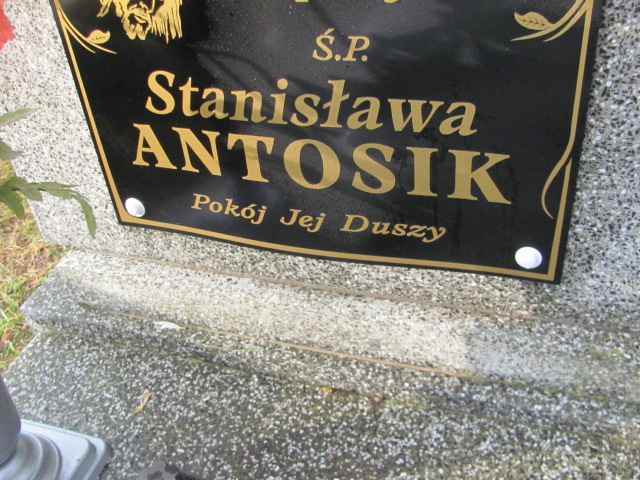 Ś.P.
Stanisława
ANTOSIK
Pokój Jej Duszy